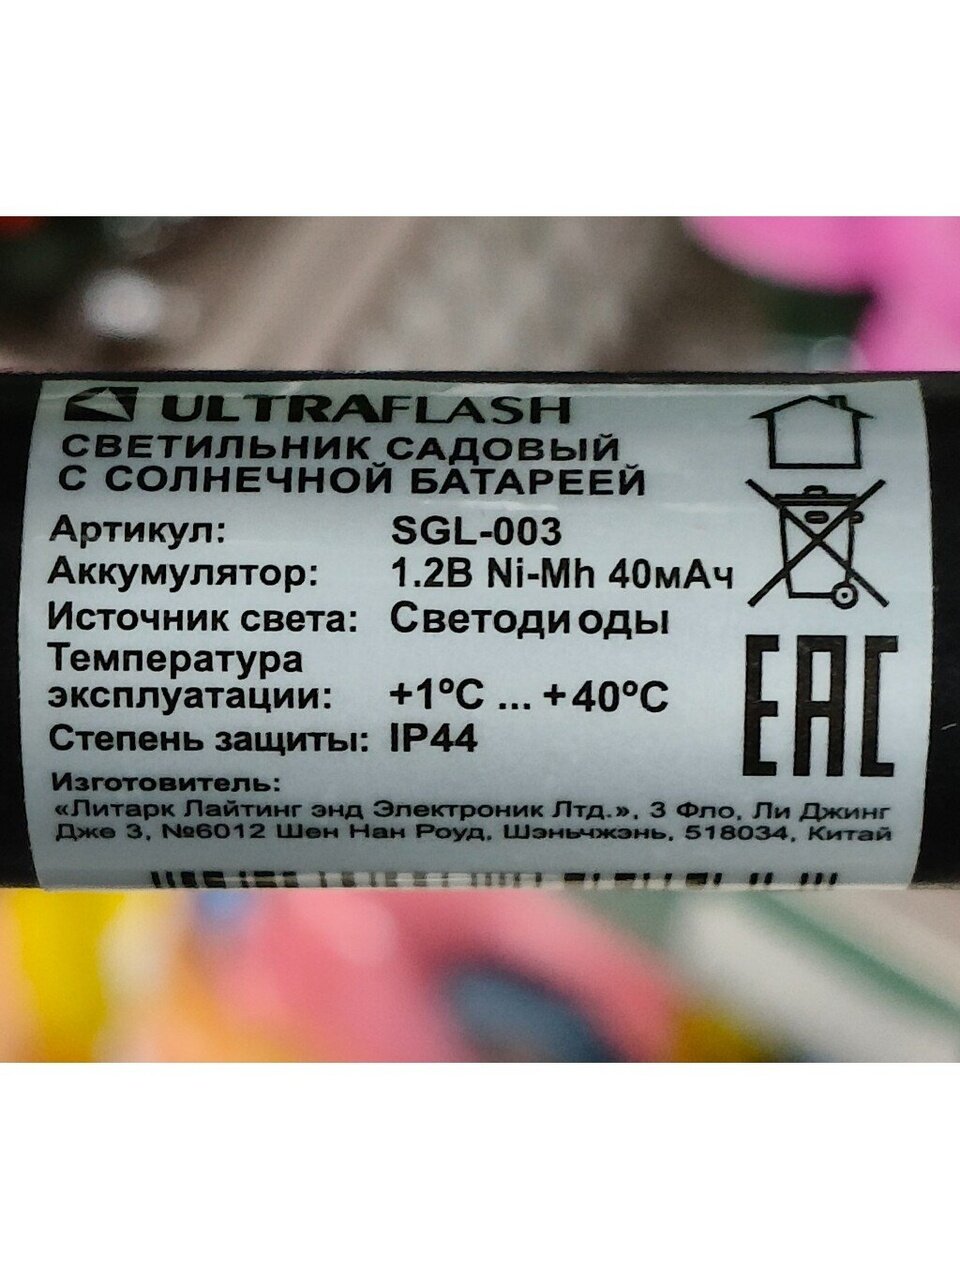 ULTRAFLASH
СВЕТИЛЬНИК САДОВЫЙ
С СОЛНЕЧНОЙ БАТАРЕЕЙ
Артикул: SGL-003
Аккумулятор: 1.2В Ni-Mh 40мАч
Источник света: Светодиоды
Температура
эксплуатации: +1ºC ... +40ºC
Степень защиты: IP44
EAC
Изготовитель:
«Литарк Лайтинг энд Электроник Лтд.», 3 Фло, Ли Джинг
Дже 3, №6012 Шен Нан Роуд, Шэньчжэнь, 518034, Китай